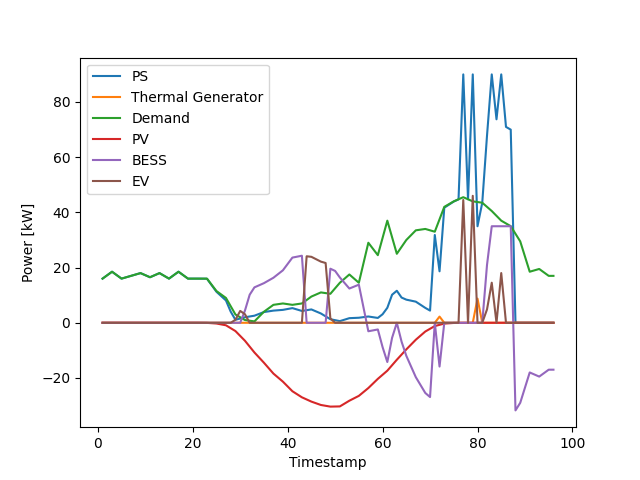 PS
Thermal Generator
Demand
PV
BESS
EV
80
60
40
20
0
−20
Power [kW]
0 20 40 60 80 100
Timestamp